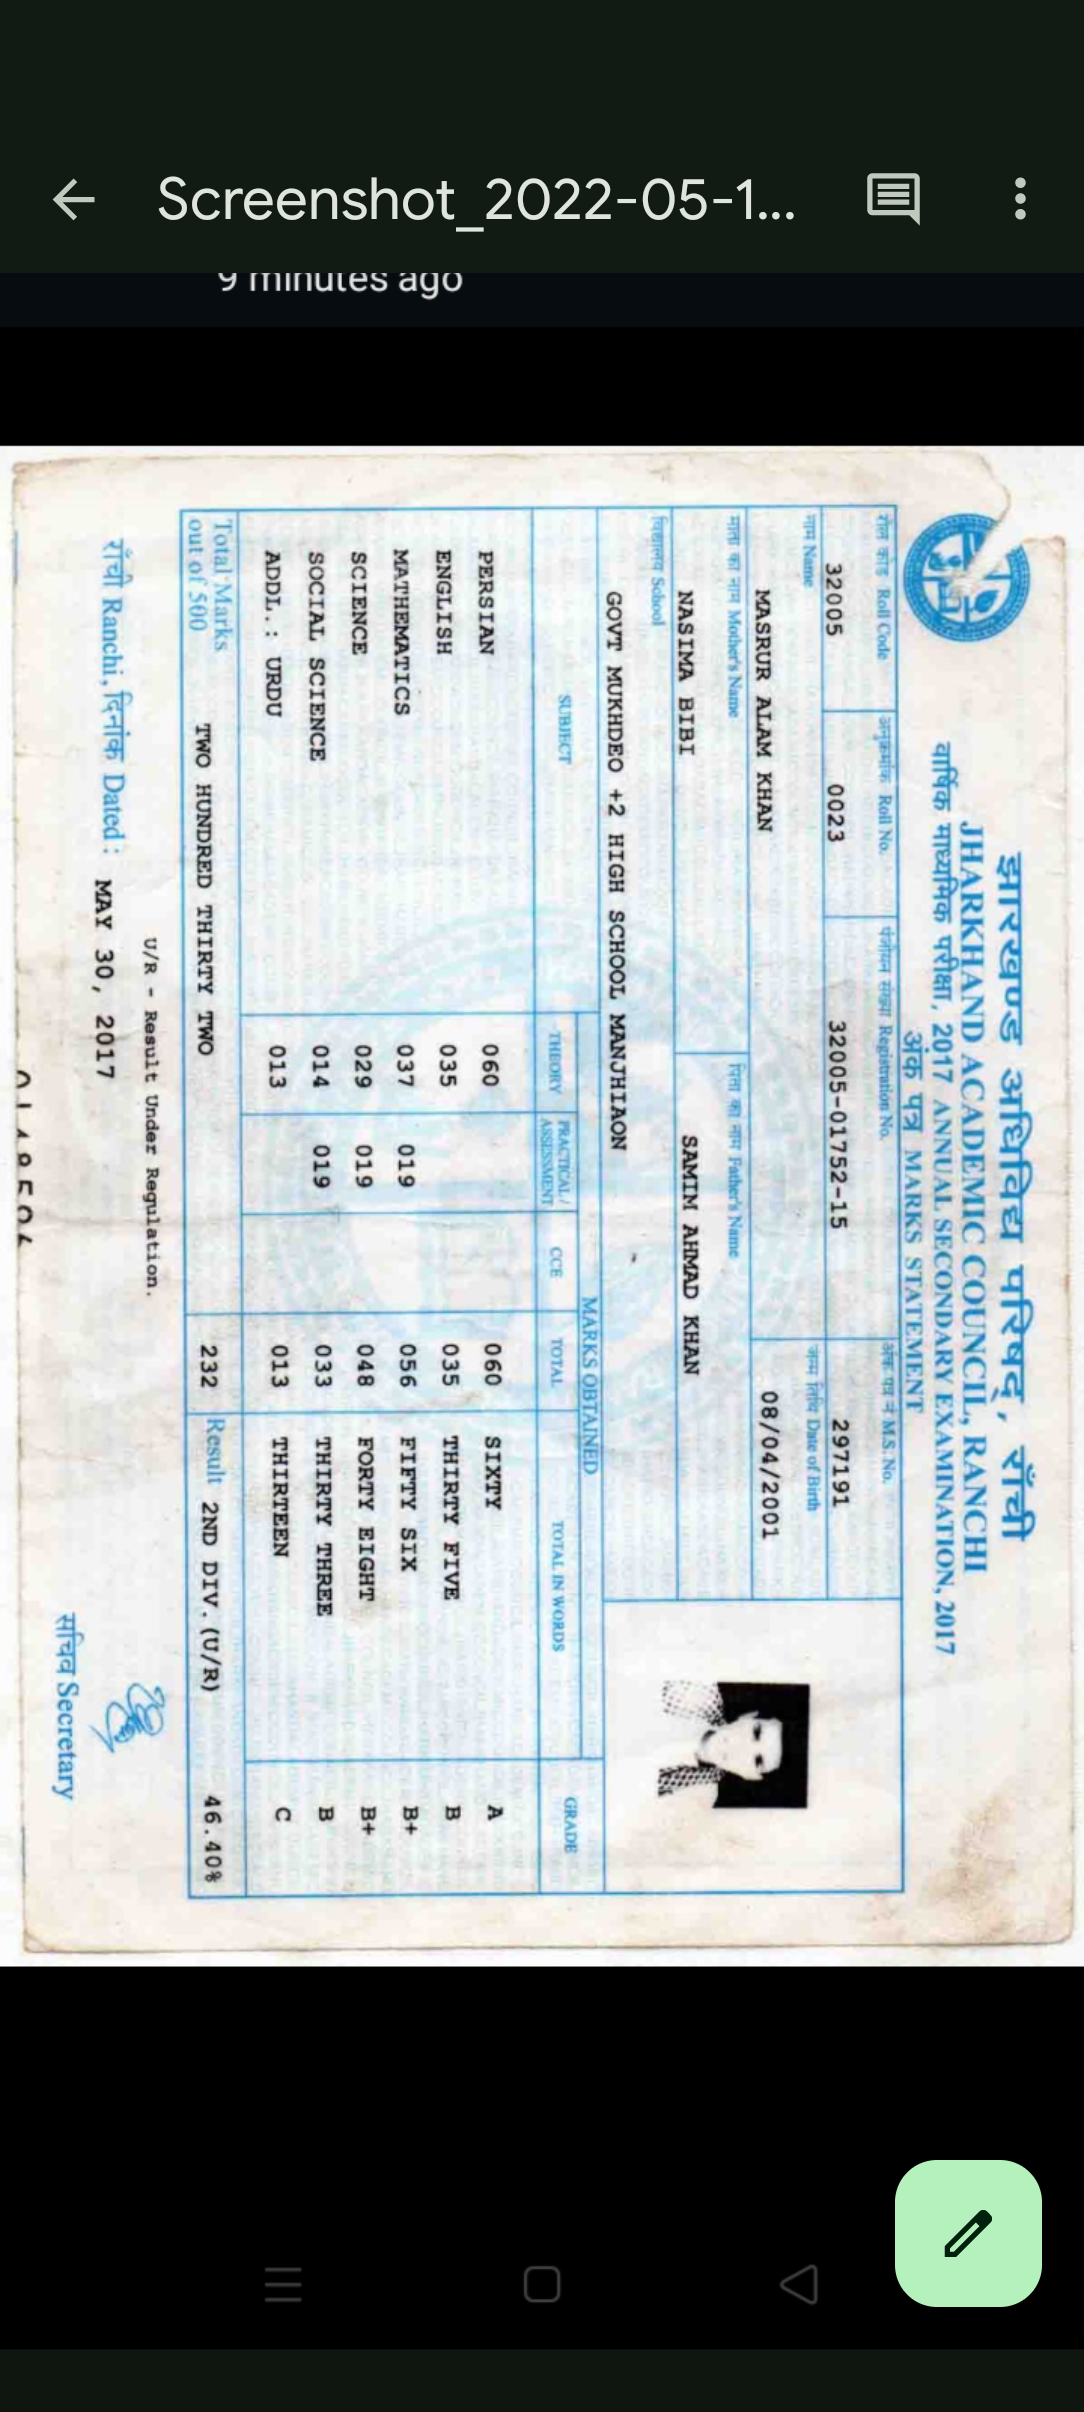 Screenshot_2022-05-1...
9 minutes ago
झारखण्ड अधिविद्य परिषद्, राँची
JHARKHAND ACADEMIC COUNCIL, RANCHI
वार्षिक माध्यमिक परीक्षा, 2017 ANNUAL SECONDARY EXAMINATION, 2017
अंक पत्र MARKS STATEMENT
रोल कोड Roll Code अनुक्रमांक Roll No. पंजीयन संख्या Registration No. अंक पत्र नं M.S. No.
32005 0023 32005-01752-15 297191
नाम Name जन्म तिथि Date of Birth
MASRUR ALAM KHAN 08/04/2001
माता का नाम Mother's Name पिता का नाम Father's Name
NASIMA BIBI SAMIM AHMAD KHAN
विद्यालय School
GOVT MUKHDEO +2 HIGH SCHOOL MANJHIAON
MARKS OBTAINED
SUBJECT THEORY PRACTICAL / ASSESSMENT CCE TOTAL TOTAL IN WORDS GRADE
PERSIAN 060 060 SIXTY A
ENGLISH 035 035 THIRTY FIVE B
MATHEMATICS 037 019 056 FIFTY SIX B+
SCIENCE 029 019 048 FORTY EIGHT B+
SOCIAL SCIENCE 014 019 033 THIRTY THREE B
ADDL.: URDU 013 013 THIRTEEN C
Total Marks out of 500 TWO HUNDRED THIRTY TWO 232 Result 2ND DIV.(U/R) 46.40%
U/R - Result Under Regulation.
राँची Ranchi, दिनांक Dated : MAY 30, 2017
सचिव Secretary